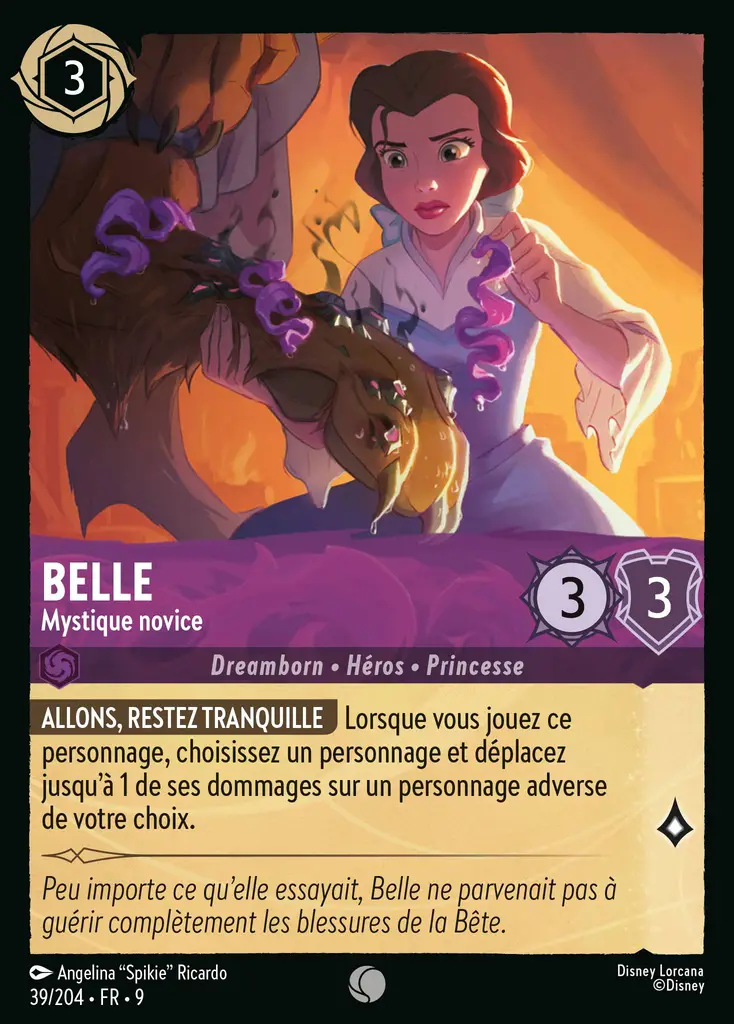 3
BELLE
Mystique novice
3
3
Dreamborn • Héros • Princesse
ALLONS, RESTEZ TRANQUILLE Lorsque vous jouez ce
personnage, choisissez un personnage et déplacez
jusqu'à 1 de ses dommages sur un personnage adverse
de votre choix.
Peu importe ce qu'elle essayait, Belle ne parvenait pas à
guérir complètement les blessures de la Bête.
Angelina "Spikie" Ricardo
39/204 • FR • 9
Disney Lorcana
©Disney